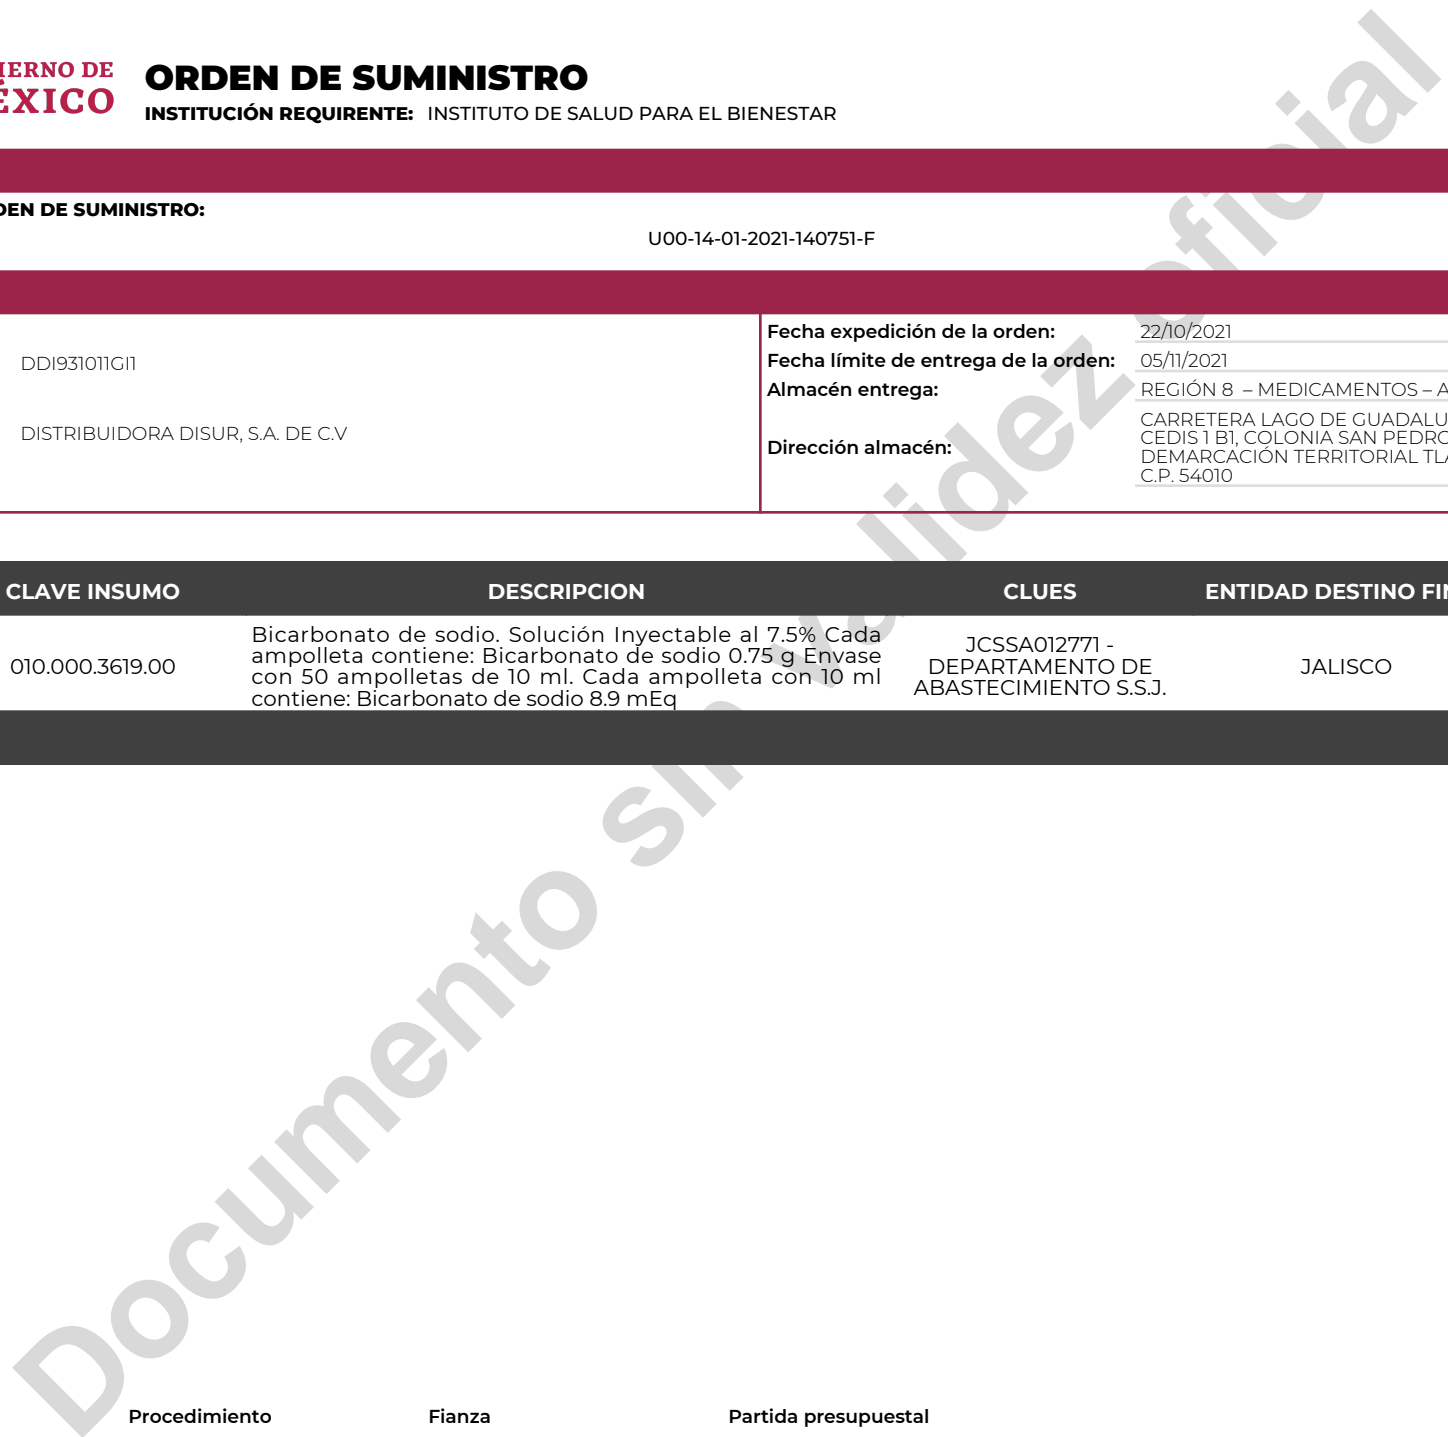 IERNO DE
ÉXICO
ORDEN DE SUMINISTRO
INSTITUCIÓN REQUIRENTE: INSTITUTO DE SALUD PARA EL BIENESTAR
DEN DE SUMINISTRO:
U00-14-01-2021-140751-F
DDI931011GI1
DISTRIBUIDORA DISUR, S.A. DE C.V
Fecha expedición de la orden: 22/10/2021
Fecha límite de entrega de la orden: 05/11/2021
Almacén entrega: REGIÓN 8 – MEDICAMENTOS – A
Dirección almacén:
CARRETERA LAGO DE GUADALU
CEDIS 1 B1, COLONIA SAN PEDRO
DEMARCACIÓN TERRITORIAL TLA
C.P. 54010
CLAVE INSUMO DESCRIPCION CLUES ENTIDAD DESTINO FIN
010.000.3619.00
Bicarbonato de sodio. Solución Inyectable al 7.5% Cada
ampolleta contiene: Bicarbonato de sodio 0.75 g Envase
con 50 ampolletas de 10 ml. Cada ampolleta con 10 ml
contiene: Bicarbonato de sodio 8.9 mEq
JCSSA012771 -
DEPARTAMENTO DE
ABASTECIMIENTO S.S.J.
JALISCO
Documento sin validez oficial
Procedimiento Fianza Partida presupuestal